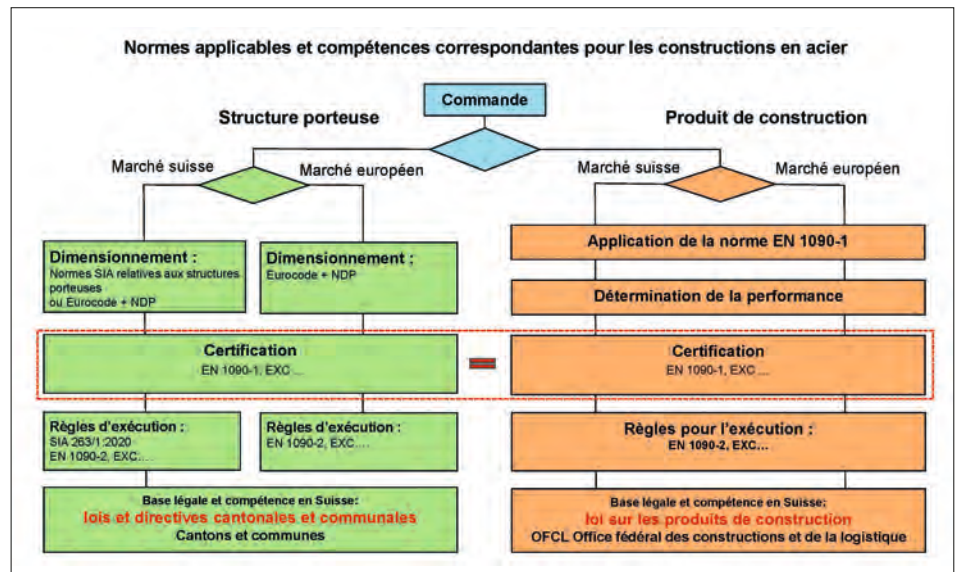 Normes applicables et compétences correspondantes pour les constructions en acier
Commande
Structure porteuse
Produit de construction
Marché suisse
Marché européen
Marché suisse
Marché européen
Dimensionnement :
Normes SIA relatives aux structures
porteuses
ou Eurocode + NDP
Dimensionnement :
Eurocode + NDP
Application de la norme EN 1090-1
Détermination de la performance
Certification
EN 1090-1, EXC ...
=
Certification
EN 1090-1, EXC ...
Règles d'exécution :
SIA 263/1:2020
EN 1090-2, EXC....
Règles d'exécution :
EN 1090-2, EXC....
Règles pour l'exécution :
EN 1090-2, EXC....
Base légale et compétence en Suisse:
lois et directives cantonales et communales
Cantons et communes
Base légale et compétence en Suisse:
loi sur les produits de construction
OFCL Office fédéral des constructions et de la logistique